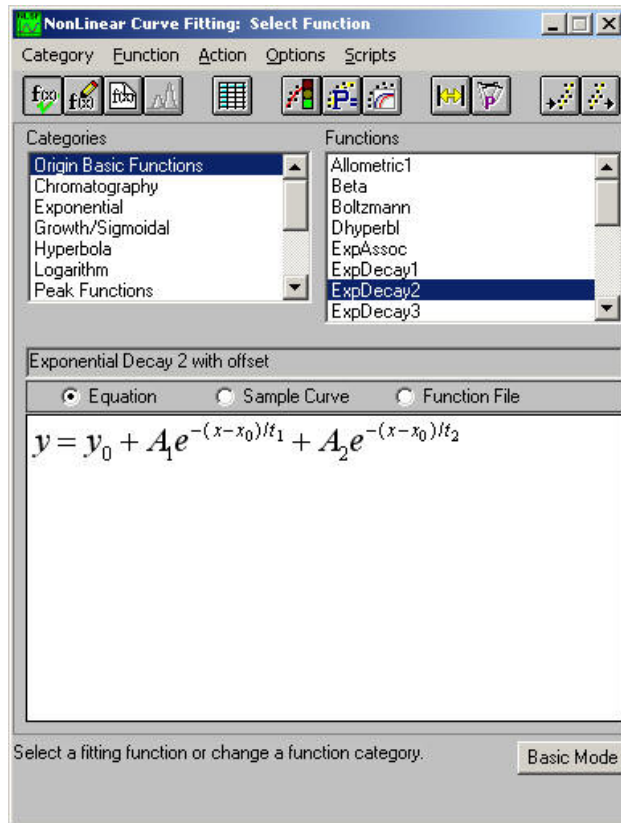 NonLinear Curve Fitting: Select Function
Category Function Action Options Scripts
Categories
Origin Basic Functions
Chromatography
Exponential
Growth/Sigmoidal
Hyperbola
Logarithm
Peak Functions
Functions
Allometric1
Beta
Boltzmann
Dhyperbl
ExpAssoc
ExpDecay1
ExpDecay2
ExpDecay3
Exponential Decay 2 with offset
Equation Sample Curve Function File
y = y₀ + A₁e^{-(x-x₀)/t₁} + A₂e^{-(x-x₀)/t₂}
Select a fitting function or change a function category.
Basic Mode